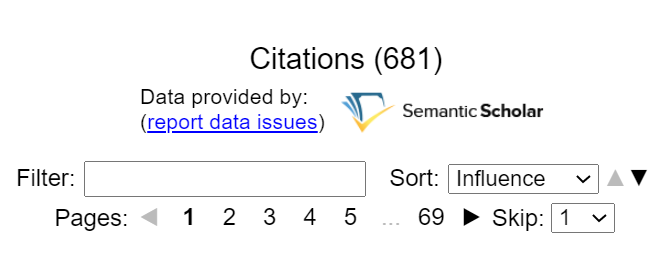 Citations (681)
Data provided by:
(report data issues)
Semantic Scholar
Filter:
Sort: Influence
Pages: 1 2 3 4 5 ... 69 Skip: 1